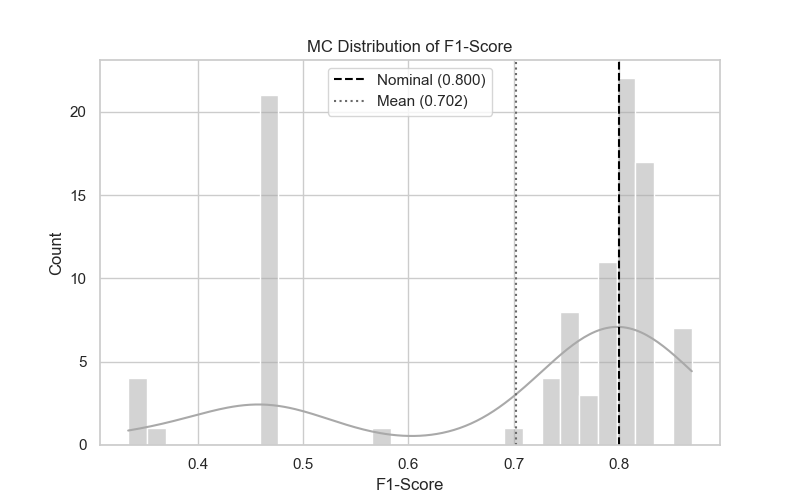 MC Distribution of F1-Score
Nominal (0.800)
Mean (0.702)
20
15
10
5
0
Count
0.4 0.5 0.6 0.7 0.8
F1-Score